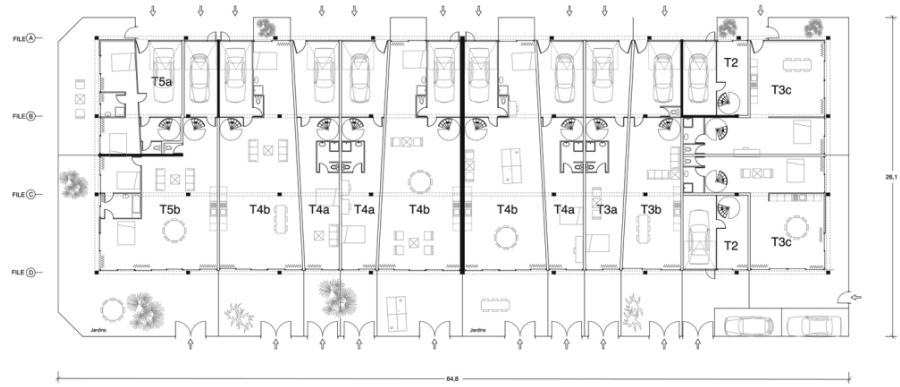 FILE A
FILE B
FILE C
FILE D
T5a
T2
T3c
T5b
T4b
T4a
T4a
T4b
T4b
T4a
T3a
T3b
T2
T3c
Jardins
Jardins
26,1
64,8